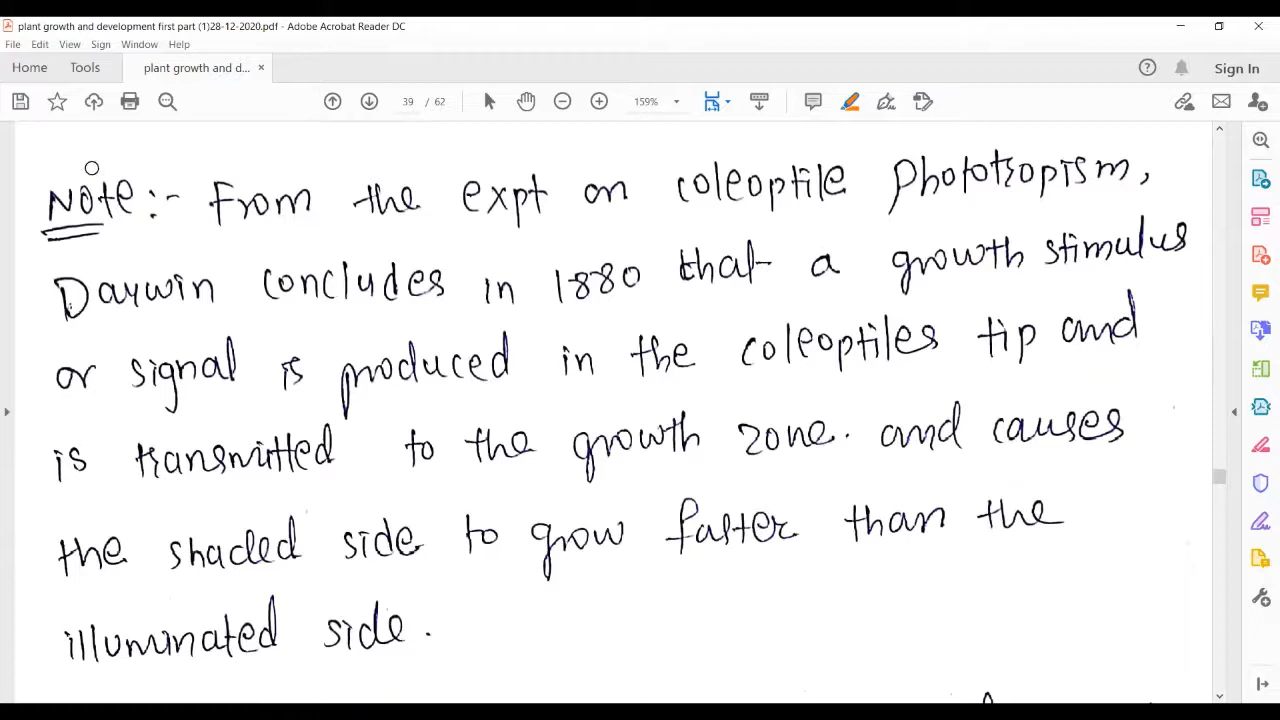 plant growth and development first part (1)28-12-2020.pdf - Adobe Acrobat Reader DC
File Edit View Sign Window Help
Home Tools plant growth and d... × Sign In
39 / 62 159%
Note:- From the expt on coleoptile Phototropism,
Darwin concludes in 1880 that a growth stimulus
or signal is produced in the coleoptiles tip and
is transmitted to the growth zone. and causes
the shaded side to grow faster than the
illuminated side.